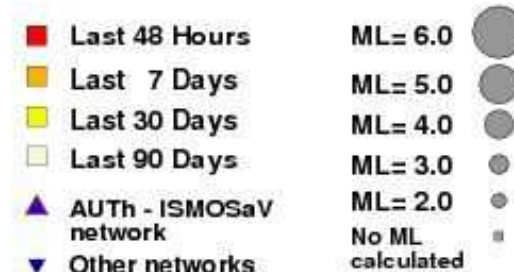 Last 48 Hours
Last 7 Days
Last 30 Days
Last 90 Days
AUTh - ISMOSaV
network
Other networks
ML= 6.0
ML= 5.0
ML= 4.0
ML= 3.0
ML= 2.0
No ML
calculated